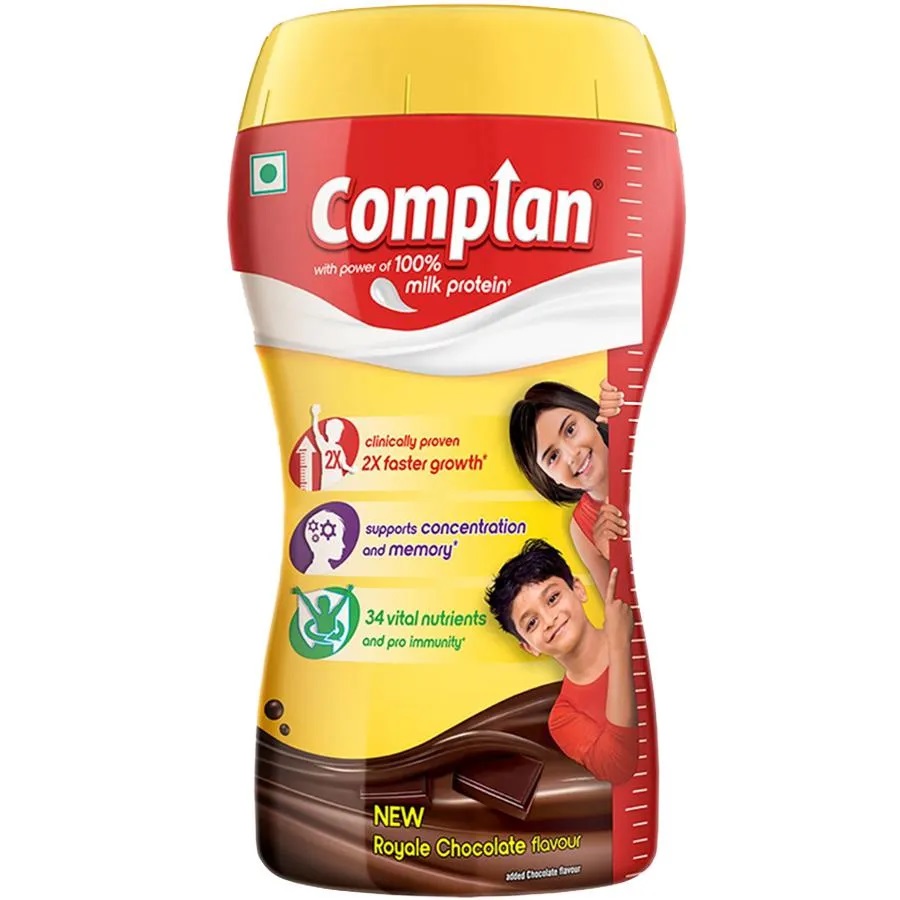 Complan®
with power of 100%
milk protein†
2X
clinically proven
2X faster growth*
supports concentration
and memory*
34 vital nutrients
and pro immunity*
NEW
Royale Chocolate flavour
added Chocolate flavour